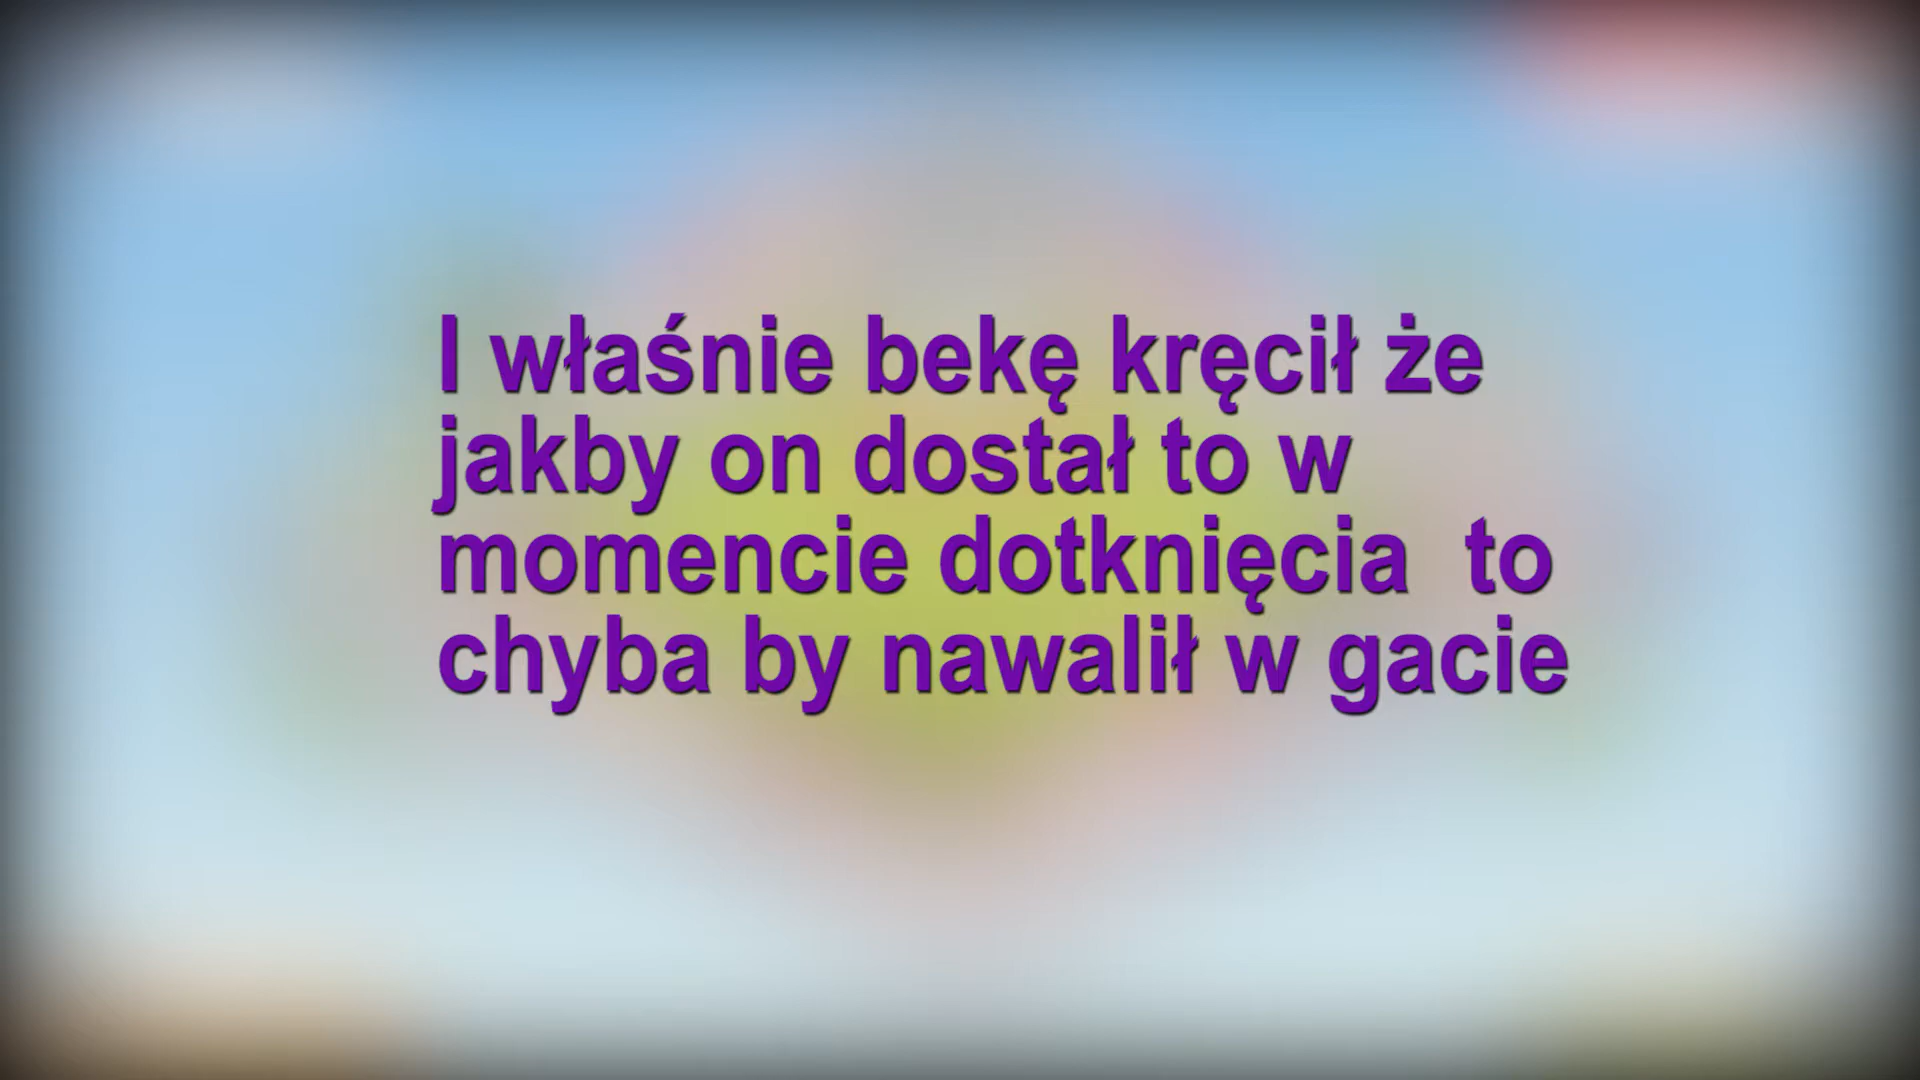 I właśnie bekę kręcił że
jakby on dostał to w
momencie dotknięcia  to
chyba by nawalił w gacie